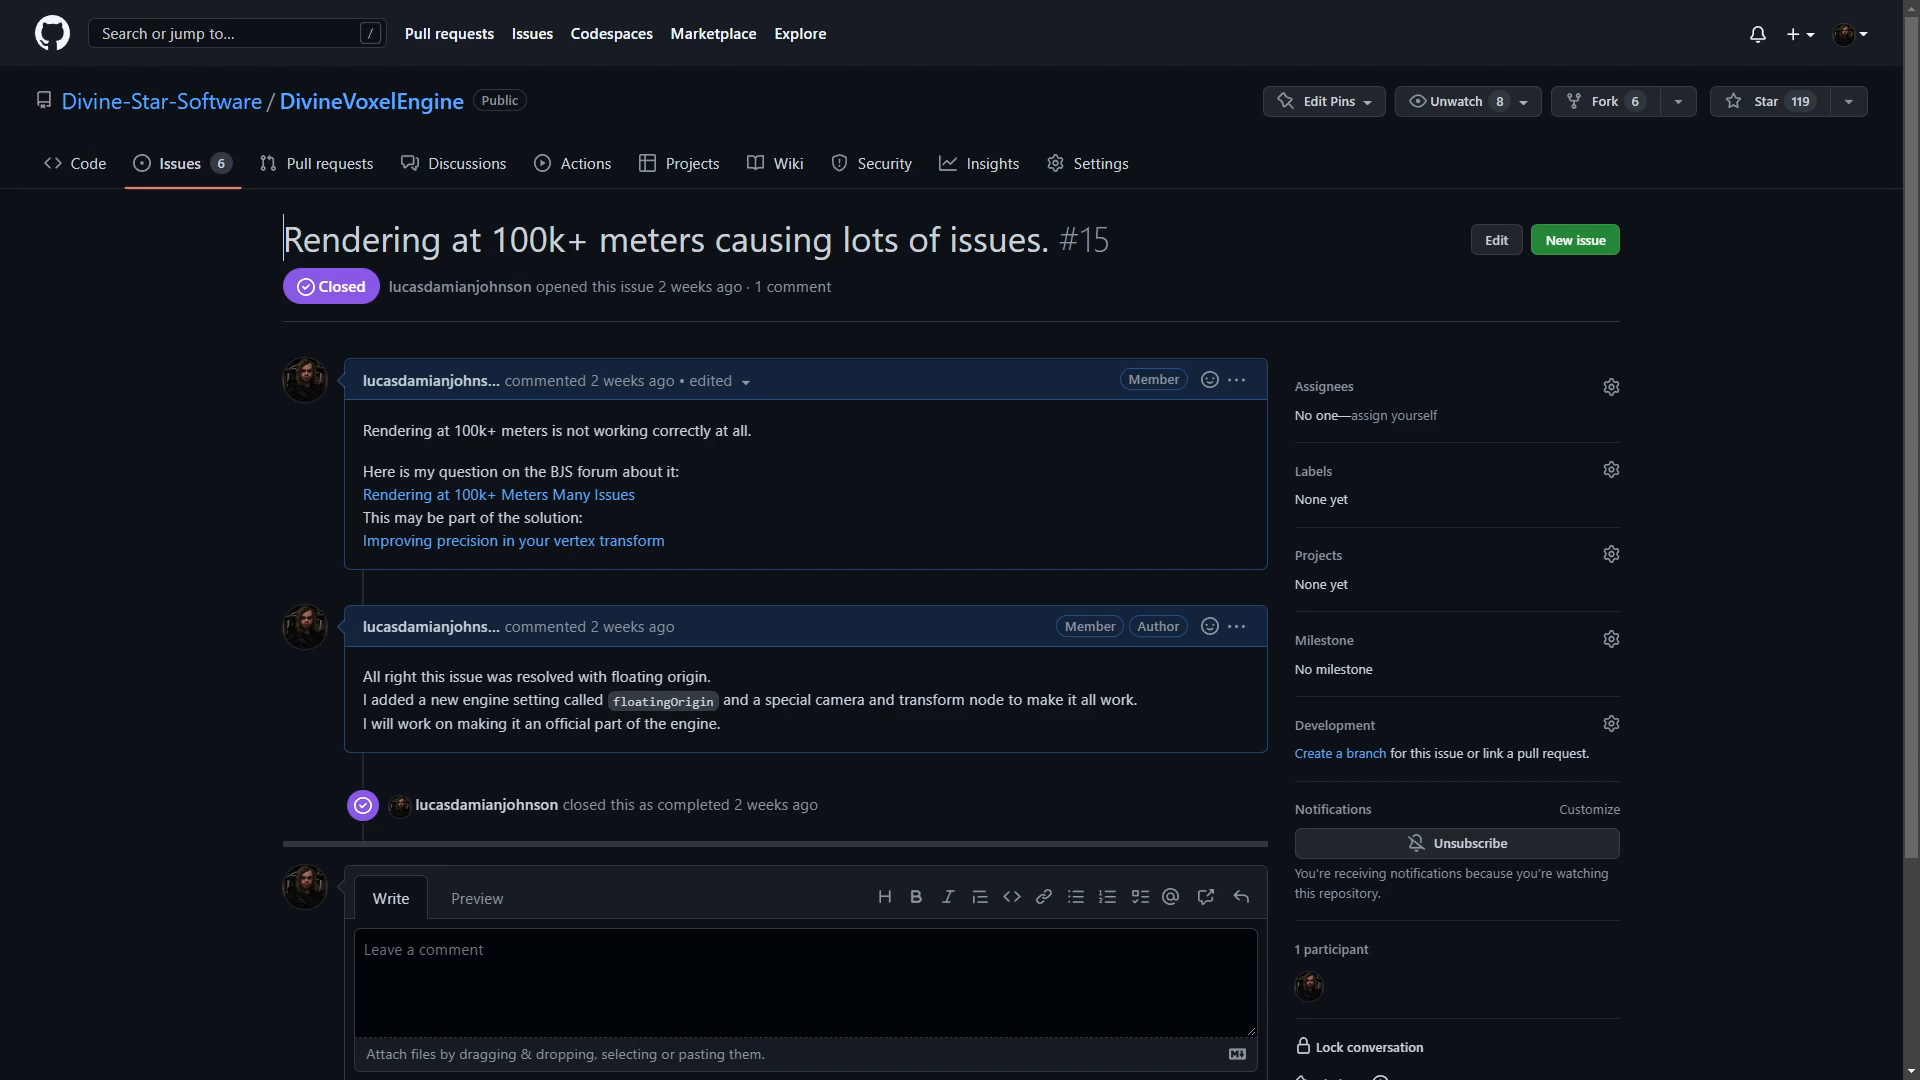 Search or jump to... /
Pull requests Issues Codespaces Marketplace Explore
Divine-Star-Software / DivineVoxelEngine Public
Edit Pins Unwatch 8 Fork 6 Star 119
Code Issues 6 Pull requests Discussions Actions Projects Wiki Security Insights Settings
Rendering at 100k+ meters causing lots of issues. #15
Edit New issue
Closed lucasdamianjohnson opened this issue 2 weeks ago · 1 comment
lucasdamianjohns... commented 2 weeks ago • edited
Member
Rendering at 100k+ meters is not working correctly at all.
Here is my question on the BJS forum about it:
Rendering at 100k+ Meters Many Issues
This may be part of the solution:
Improving precision in your vertex transform
lucasdamianjohns... commented 2 weeks ago
Member Author
All right this issue was resolved with floating origin.
I added a new engine setting called floatingOrigin and a special camera and transform node to make it all work.
I will work on making it an official part of the engine.
lucasdamianjohnson closed this as completed 2 weeks ago
Write Preview
Leave a comment
Attach files by dragging & dropping, selecting or pasting them.
Assignees
No one—assign yourself
Labels
None yet
Projects
None yet
Milestone
No milestone
Development
Create a branch for this issue or link a pull request.
Notifications Customize
Unsubscribe
You're receiving notifications because you're watching
this repository.
1 participant
Lock conversation